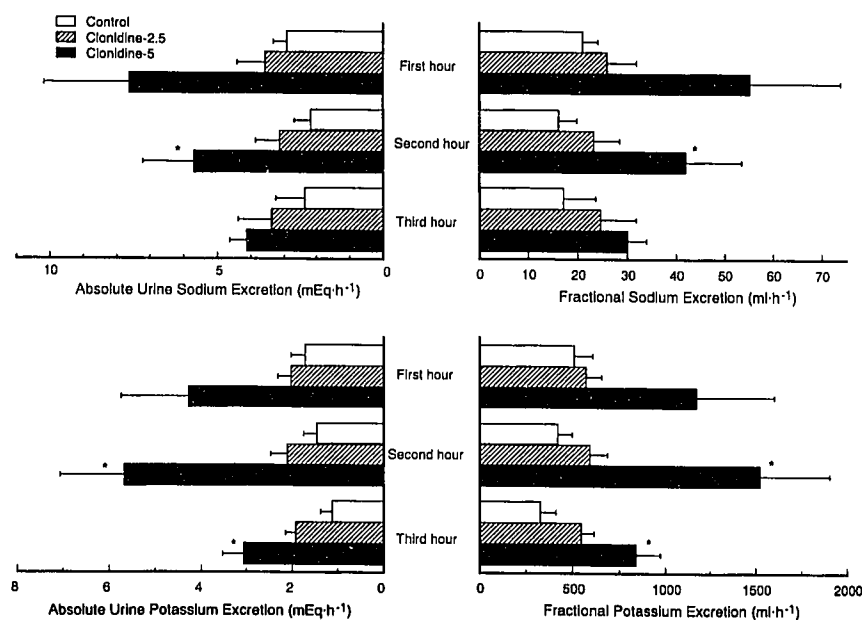 Control
Clonidine-2.5
Clonidine-5
First hour
*
Second hour
*
Third hour
10
5
0
0
10
20
30
40
50
60
70
Absolute Urine Sodium Excretion (mEq·h⁻¹)
Fractional Sodium Excretion (ml·h⁻¹)
First hour
*
Second hour
*
*
Third hour
*
8
6
4
2
0
0
500
1000
1500
2000
Absolute Urine Potassium Excretion (mEq·h⁻¹)
Fractional Potassium Excretion (ml·h⁻¹)